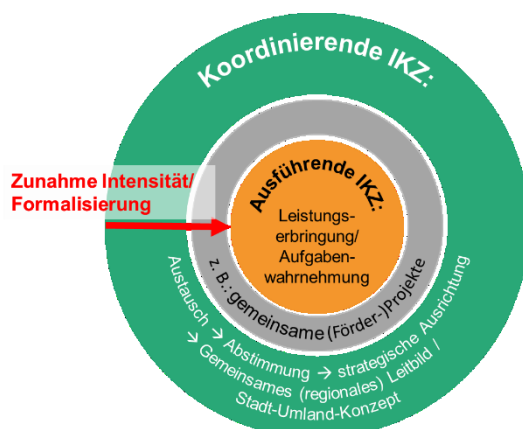 Koordinierende IKZ:
Zunahme Intensität/
Formalisierung
Ausführende IKZ:
Leistungs-
erbringung/
Aufgaben-
wahrnehmung
z. B.: gemeinsame (Förder-)Projekte
Austausch → Abstimmung → strategische Ausrichtung
→ Gemeinsames (regionales) Leitbild /
Stadt-Umland-Konzept